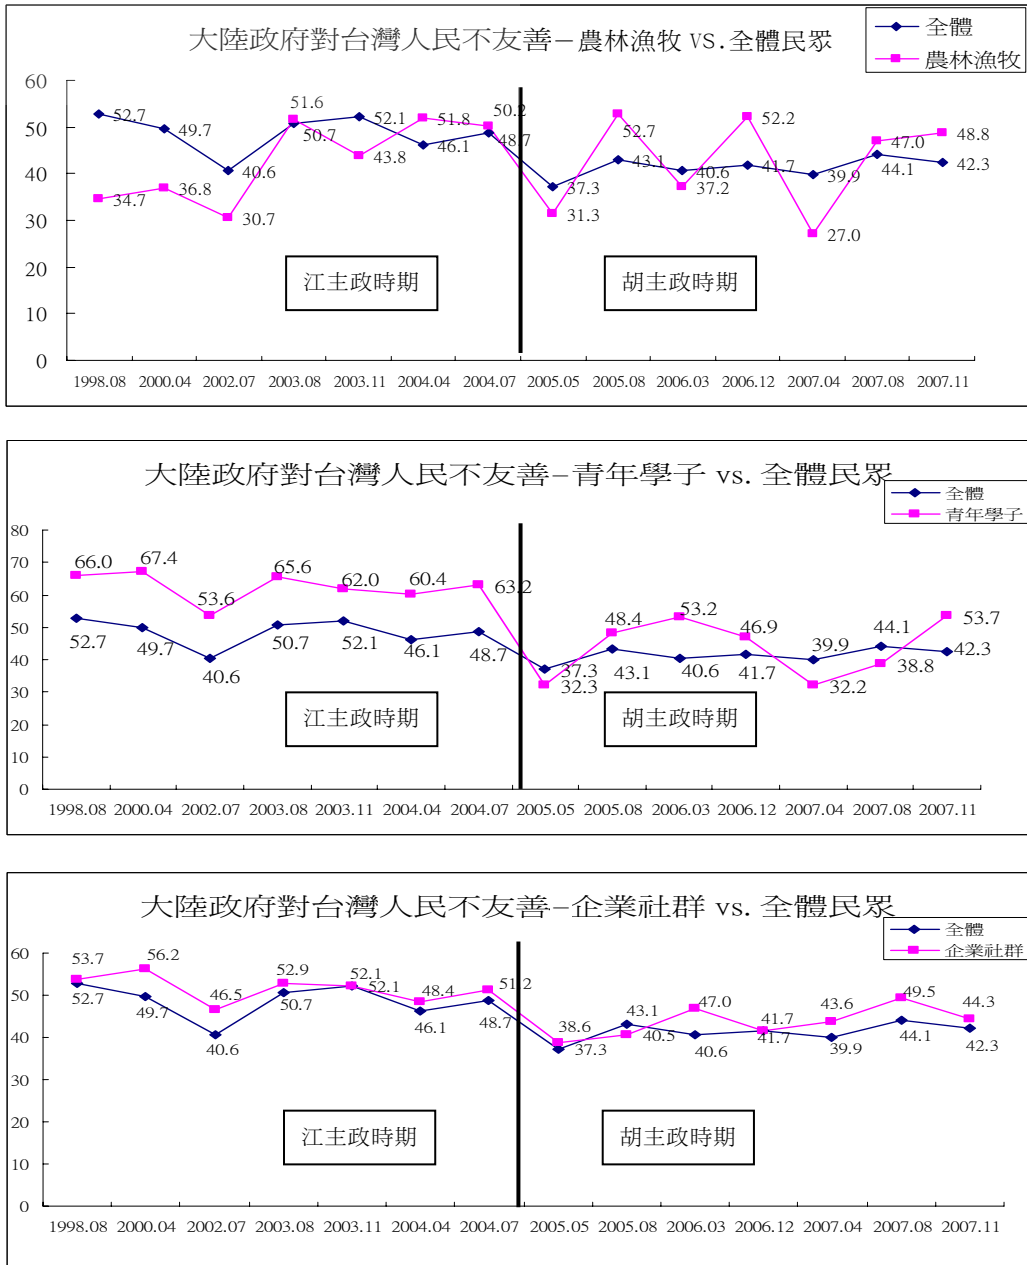 大陸政府對台灣人民不友善－農林漁牧 VS.全體民眾
全體
農林漁牧
60
50
40
30
20
10
0
52.7 49.7 40.6 50.7 52.1 46.1 48.7 37.3 43.1 40.6 41.7 39.9 44.1 42.3
34.7 36.8 30.7 51.6 43.8 51.8 50.2 31.3 52.7 37.2 52.2 27.0 47.0 48.8
江主政時期
胡主政時期
1998.08 2000.04 2002.07 2003.08 2003.11 2004.04 2004.07 2005.05 2005.08 2006.03 2006.12 2007.04 2007.08 2007.11
大陸政府對台灣人民不友善–青年學子 vs. 全體民眾
全體
青年學子
80
70
60
50
40
30
20
10
0
66.0 67.4 53.6 65.6 62.0 60.4 63.2 32.3 48.4 53.2 46.9 32.2 38.8 53.7
52.7 49.7 40.6 50.7 52.1 46.1 48.7 37.3 43.1 40.6 41.7 39.9 44.1 42.3
江主政時期
胡主政時期
1998.08 2000.04 2002.07 2003.08 2003.11 2004.04 2004.07 2005.05 2005.08 2006.03 2006.12 2007.04 2007.08 2007.11
大陸政府對台灣人民不友善–企業社群 vs. 全體民眾
全體
企業社群
60
50
40
30
20
10
0
53.7 56.2 46.5 52.9 52.1 48.4 51.2 38.6 40.5 47.0 41.7 43.6 49.5 44.3
52.7 49.7 40.6 50.7 52.1 46.1 48.7 37.3 43.1 40.6 41.7 39.9 44.1 42.3
江主政時期
胡主政時期
1998.08 2000.04 2002.07 2003.08 2003.11 2004.04 2004.07 2005.05 2005.08 2006.03 2006.12 2007.04 2007.08 2007.11